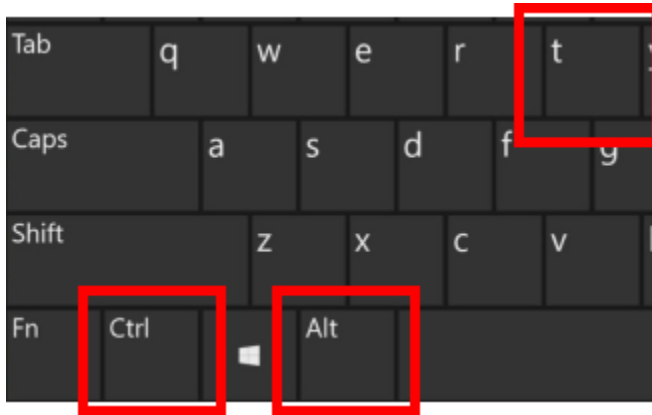 Tab q w e r t
Caps a s d f g
Shift z x c v
Fn Ctrl Alt